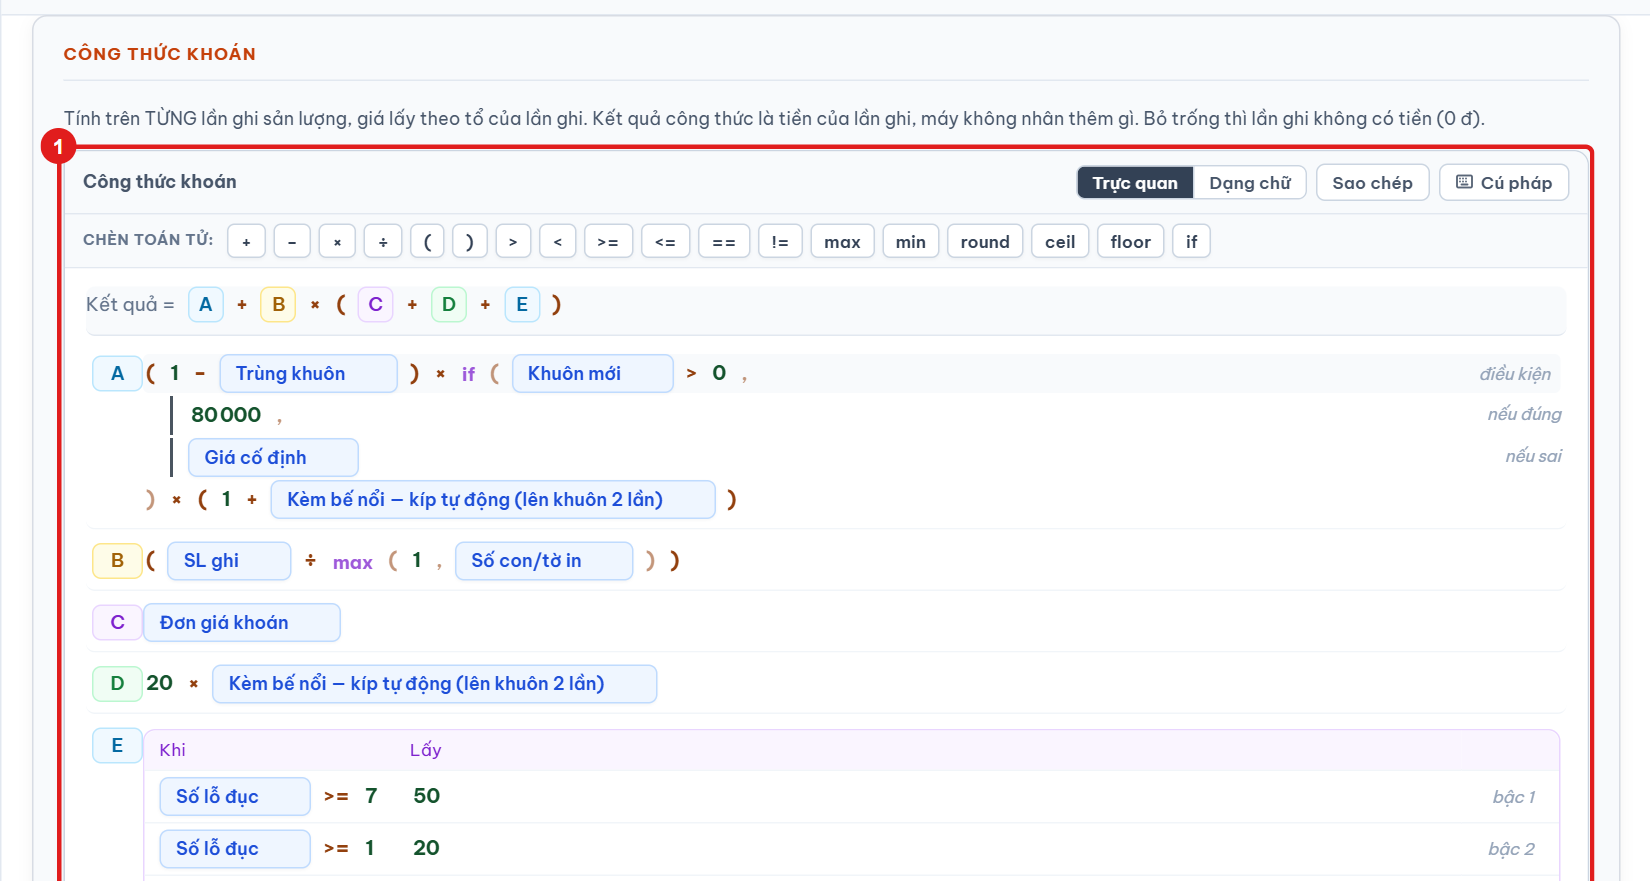 CÔNG THỨC KHOÁN
Tính trên TỪNG lần ghi sản lượng, giá lấy theo tổ của lần ghi. Kết quả công thức là tiền của lần ghi, máy không nhân thêm gì. Bỏ trống thì lần ghi không có tiền (0 đ).
1
Công thức khoán Trực quan Dạng chữ Sao chép Cú pháp
CHÈN TOÁN TỬ: + − × ÷ ( ) > < >= <= == != max min round ceil floor if
Kết quả = A + B × ( C + D + E )
A ( 1 − Trùng khuôn ) × if ( Khuôn mới > 0 , điều kiện
80 000 , nếu đúng
Giá cố định nếu sai
) × ( 1 + Kèm bế nổi — kíp tự động (lên khuôn 2 lần) )
B ( SL ghi ÷ max ( 1 , Số con/tờ in ) )
C Đơn giá khoán
D 20 × Kèm bế nổi — kíp tự động (lên khuôn 2 lần)
E Khi Lấy
Số lỗ đục >= 7 50 bậc 1
Số lỗ đục >= 1 20 bậc 2